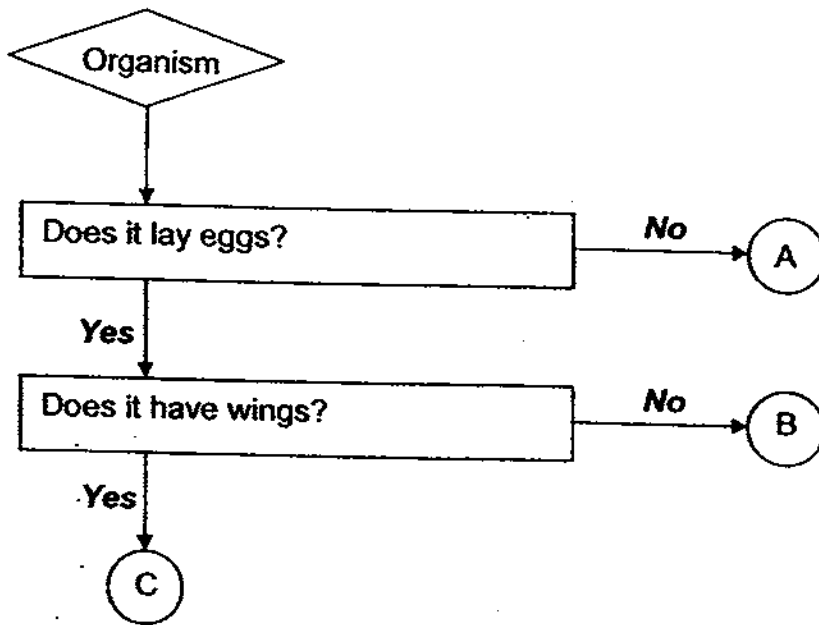 Organism
Does it lay eggs?
No
A
Yes
Does it have wings?
No
B
Yes
C